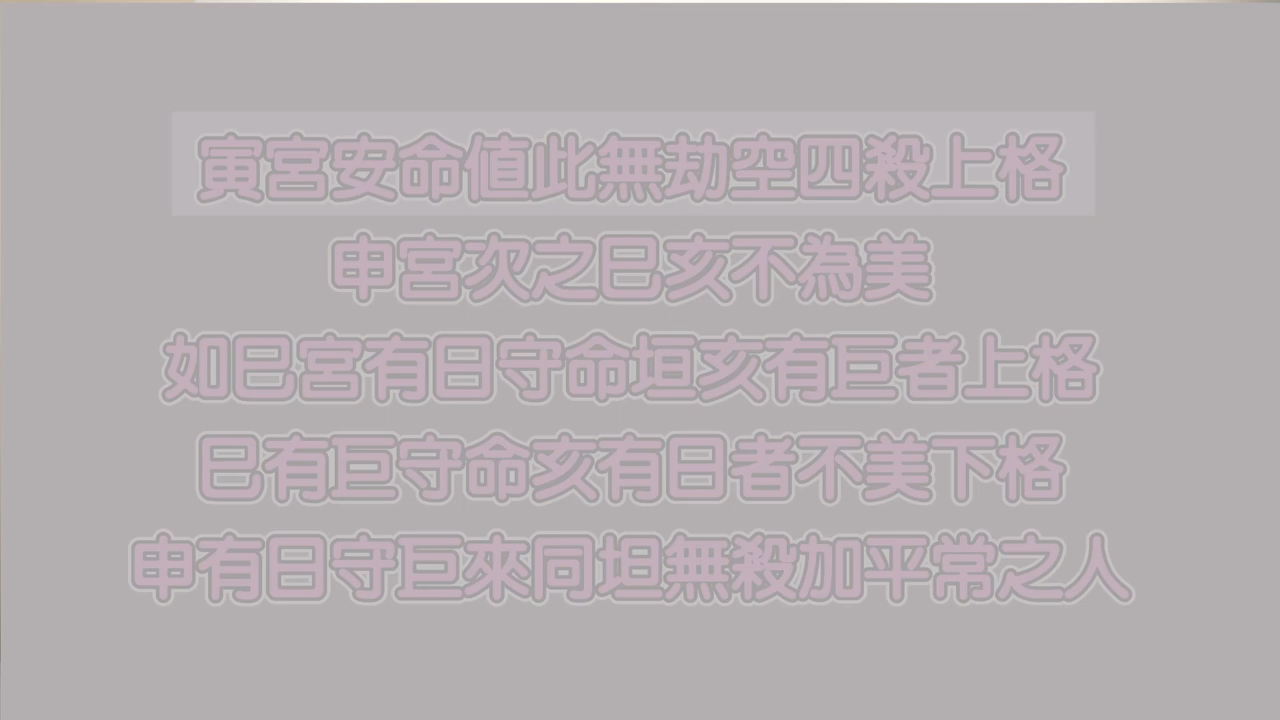 寅宮安命值此無劫空四殺上格
申宮次之巳亥不為美
如巳宮有日守命垣亥有巨者上格
巳有巨守命亥有日者不美下格
申有日守巨來同坦無殺加平常之人